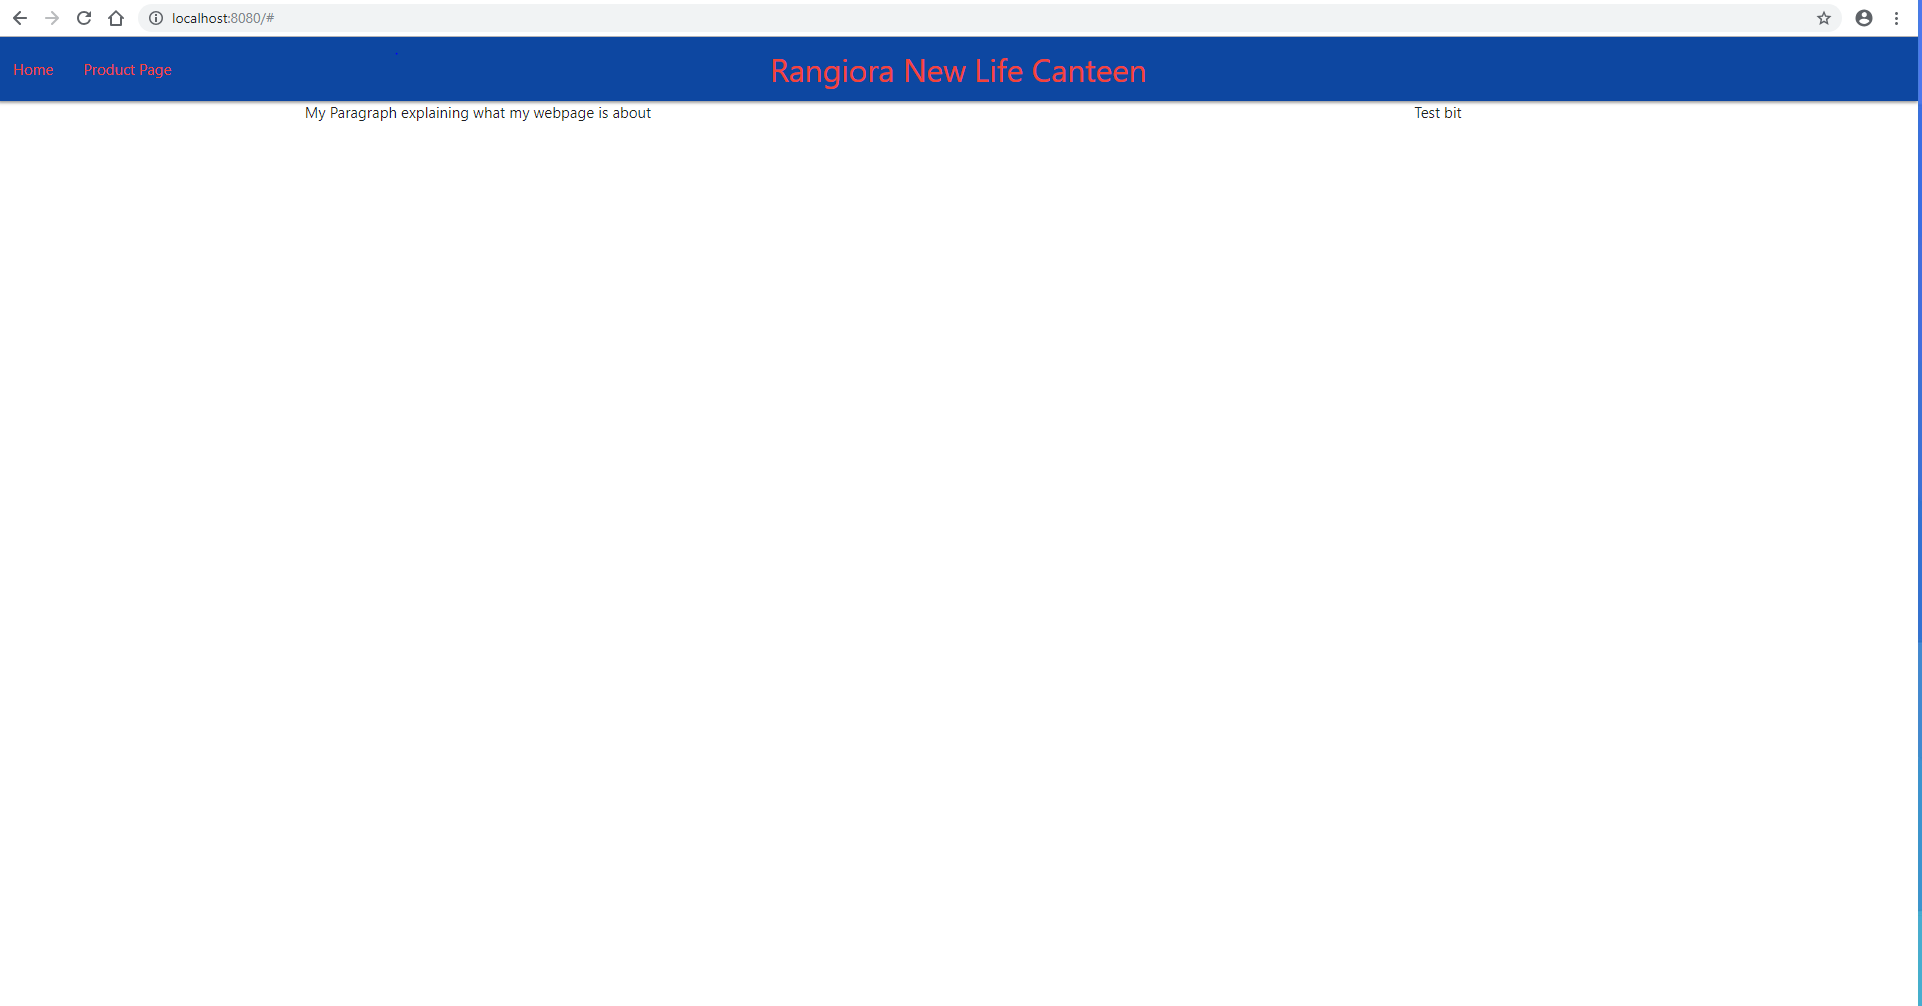 localhost:8080/#
Home Product Page Rangiora New Life Canteen
My Paragraph explaining what my webpage is about Test bit